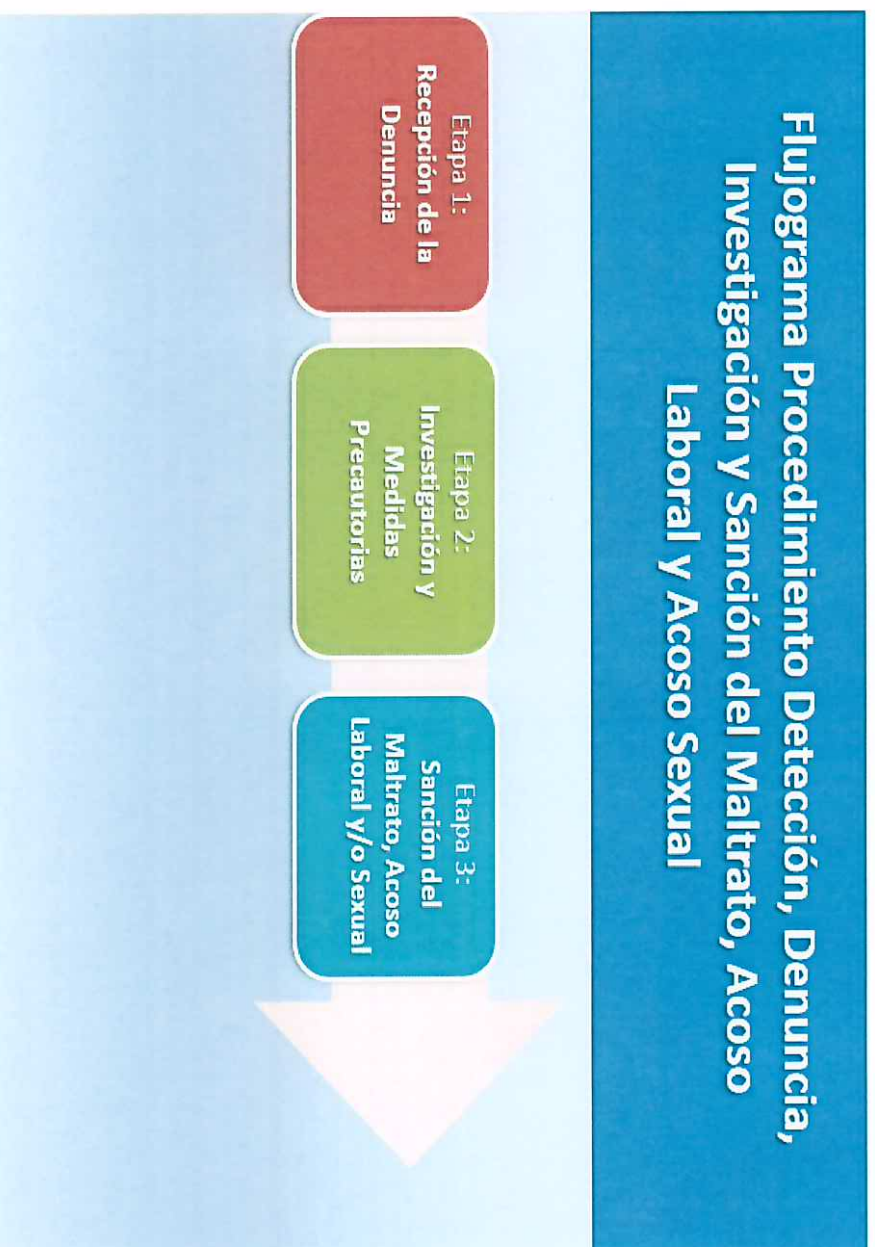 Flujograma Procedimiento Detección, Denuncia,
Investigación y Sanción del Maltrato, Acoso
Laboral y Acoso Sexual
Etapa 1:
Recepción de la
Denuncia
Etapa 2:
Investigación y
Medidas
Precautorias
Etapa 3:
Sanción del
Maltrato, Acoso
Laboral y/o Sexual